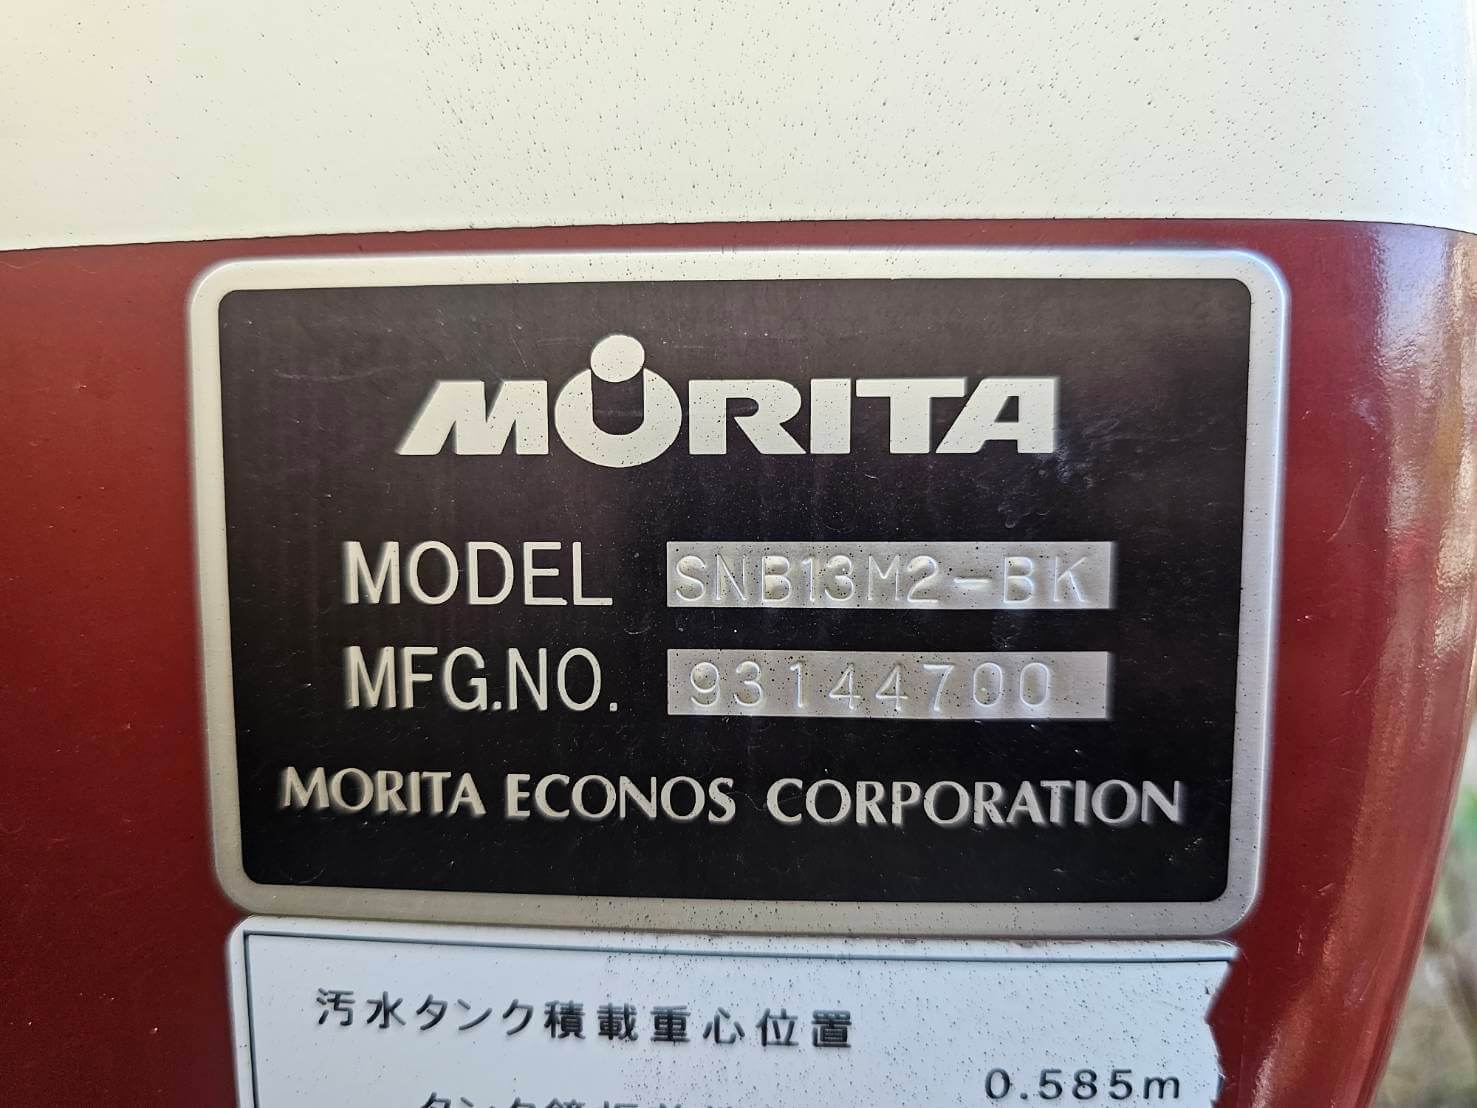 MORITA
MODEL SNB13M2-BK
MFG.NO. 93144700
MORITA ECONOS CORPORATION
汚水タンク積載重心位置
0.585m